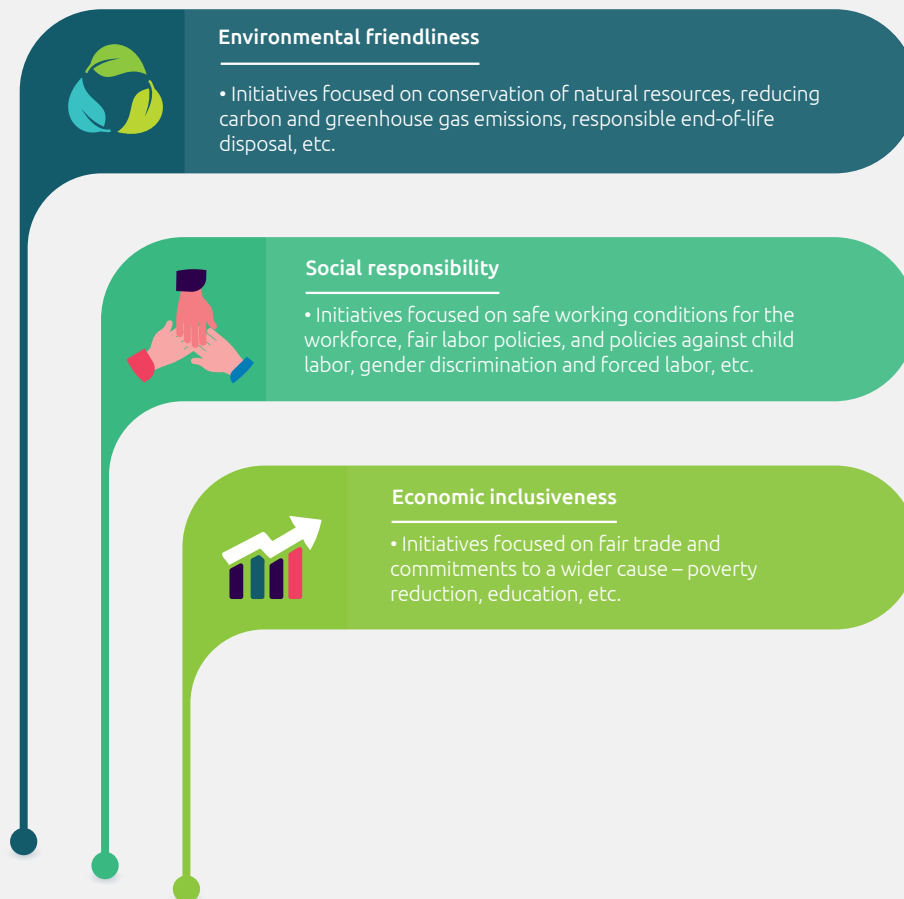 Environmental friendliness
• Initiatives focused on conservation of natural resources, reducing
carbon and greenhouse gas emissions, responsible end-of-life
disposal, etc.
Social responsibility
• Initiatives focused on safe working conditions for the
workforce, fair labor policies, and policies against child
labor, gender discrimination and forced labor, etc.
Economic inclusiveness
• Initiatives focused on fair trade and
commitments to a wider cause – poverty
reduction, education, etc.